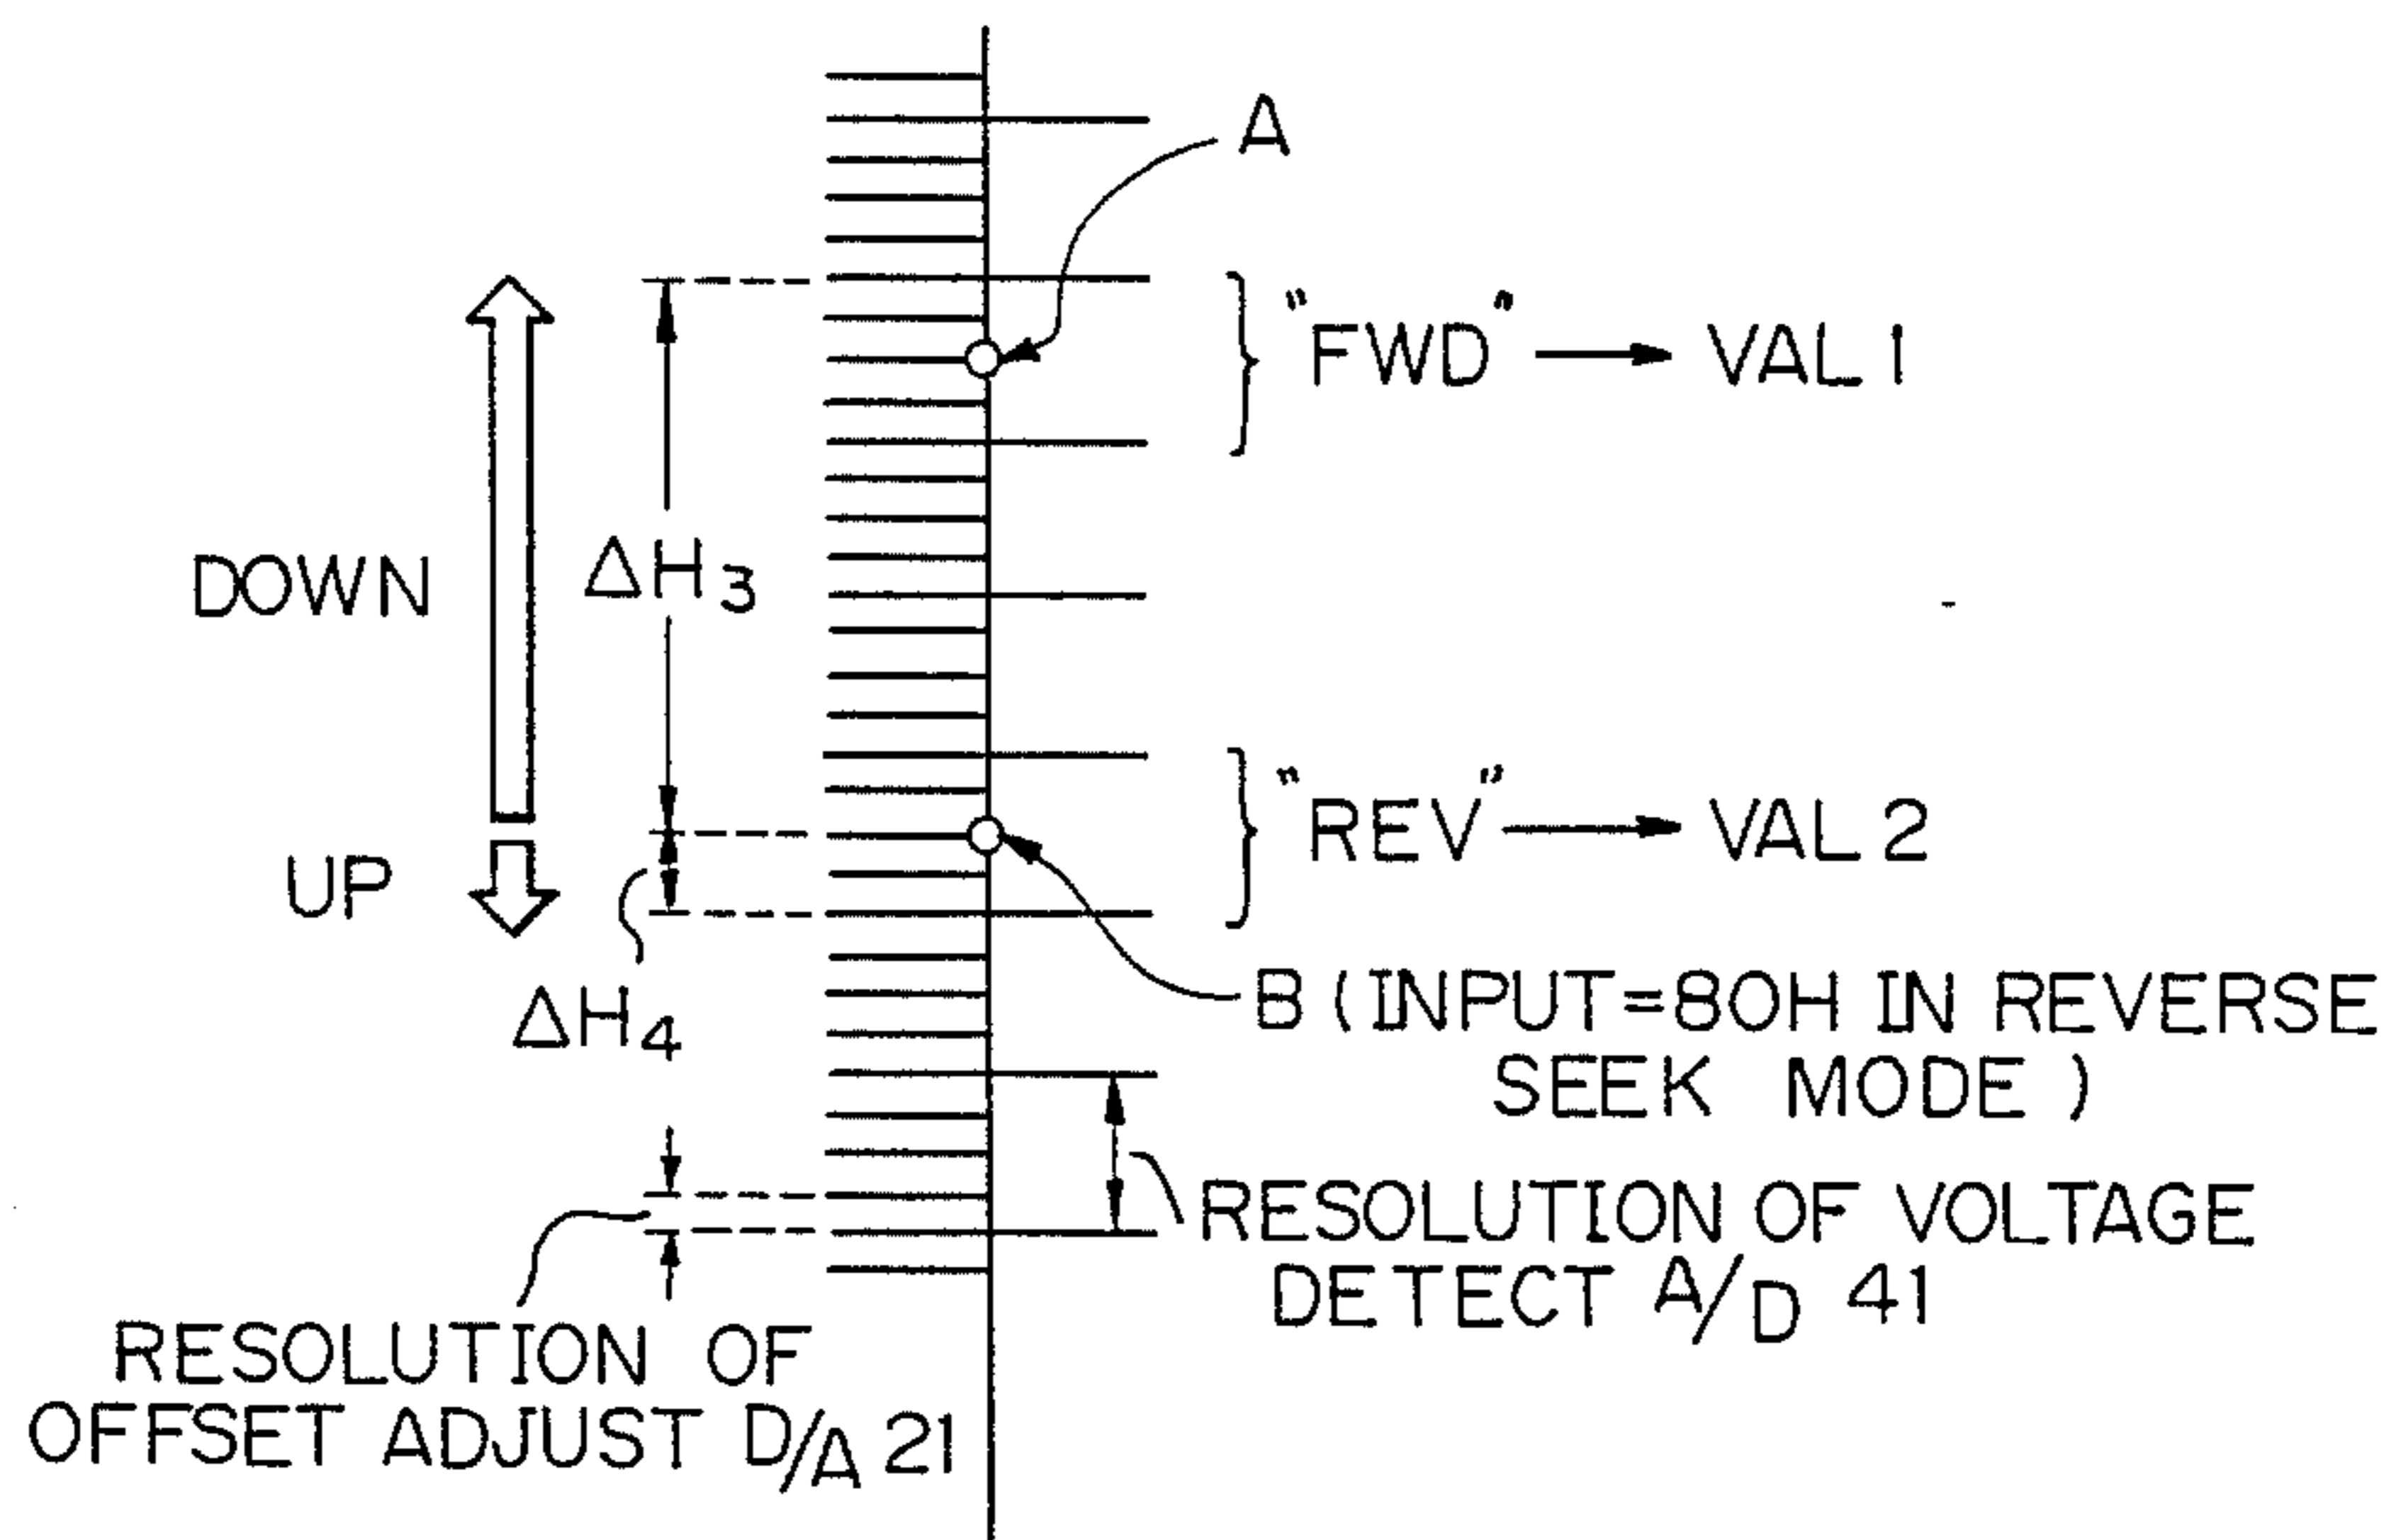 A
"FWD" → VAL 1
DOWN
ΔH3
"REV" → VAL 2
UP
ΔH4
B (INPUT=80H IN REVERSE
SEEK MODE)
RESOLUTION OF VOLTAGE
DETECT A/D 41
RESOLUTION OF
OFFSET ADJUST D/A 21